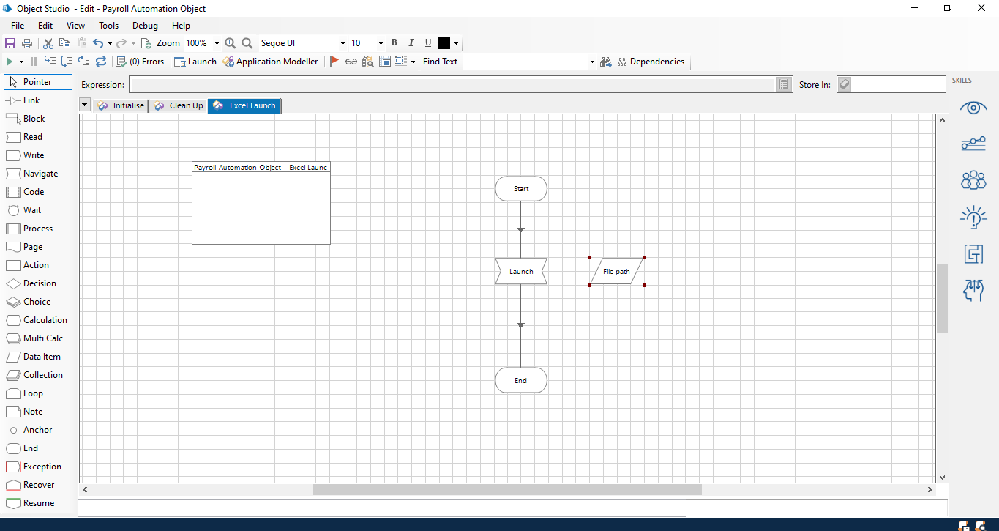 Object Studio - Edit - Payroll Automation Object
File Edit View Tools Debug Help
Zoom 100% Segoe UI 10 B I U
(0) Errors Launch Application Modeller Find Text Dependencies
Pointer
Link
Block
Read
Write
Navigate
Code
Wait
Process
Page
Action
Decision
Choice
Calculation
Multi Calc
Data Item
Collection
Loop
Note
Anchor
End
Exception
Recover
Resume
Expression: Store In:
Initialise Clean Up Excel Launch
Payroll Automation Object - Excel Launc
Start
Launch
File path
End
SKILLS